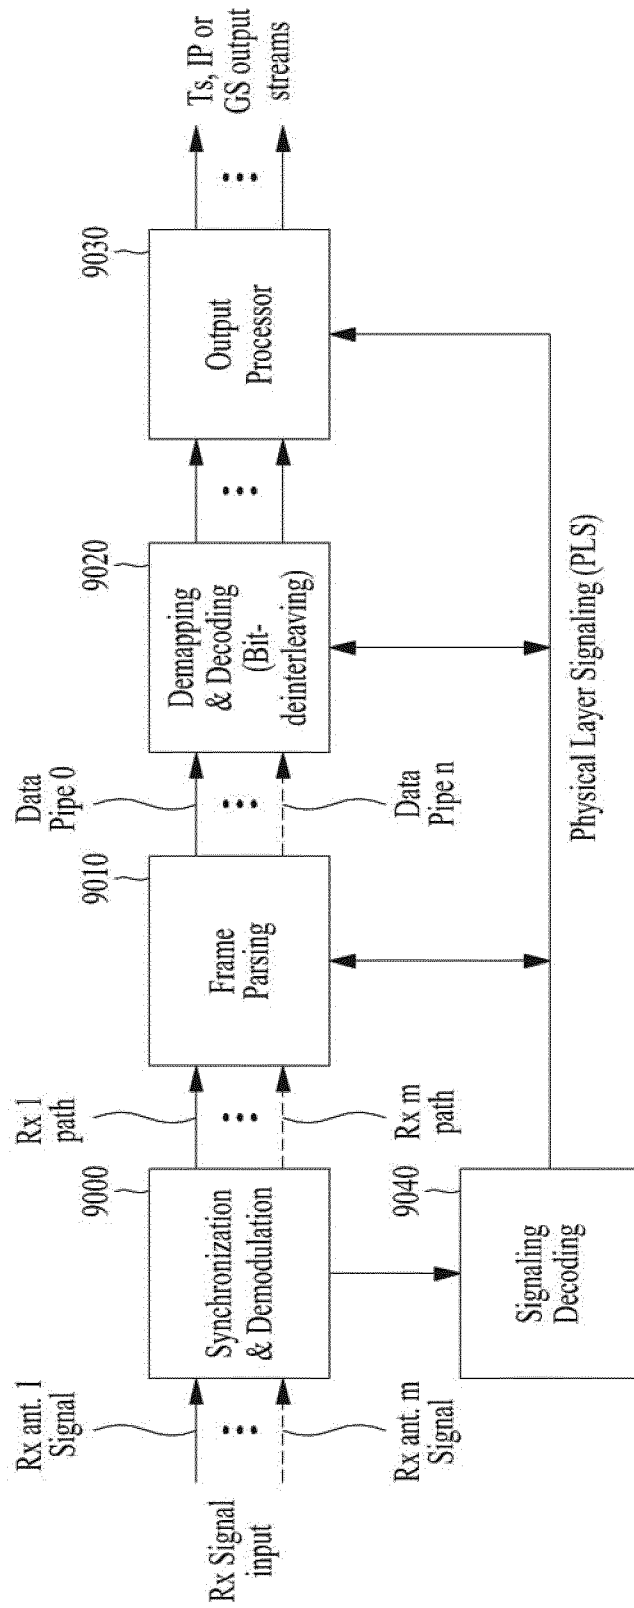 Rx Signal
input
Rx ant. 1
Signal
Rx ant. m
Signal
9000
Synchronization
& Demodulation
Rx 1
path
Rx m
path
9010
Frame
Parsing
Data
Pipe 0
Data
Pipe n
9020
Demapping
& Decoding
(Bit-
deinterleaving)
9030
Output
Processor
Ts, IP or
GS output
streams
9040
Signaling
Decoding
Physical Layer Signaling (PLS)